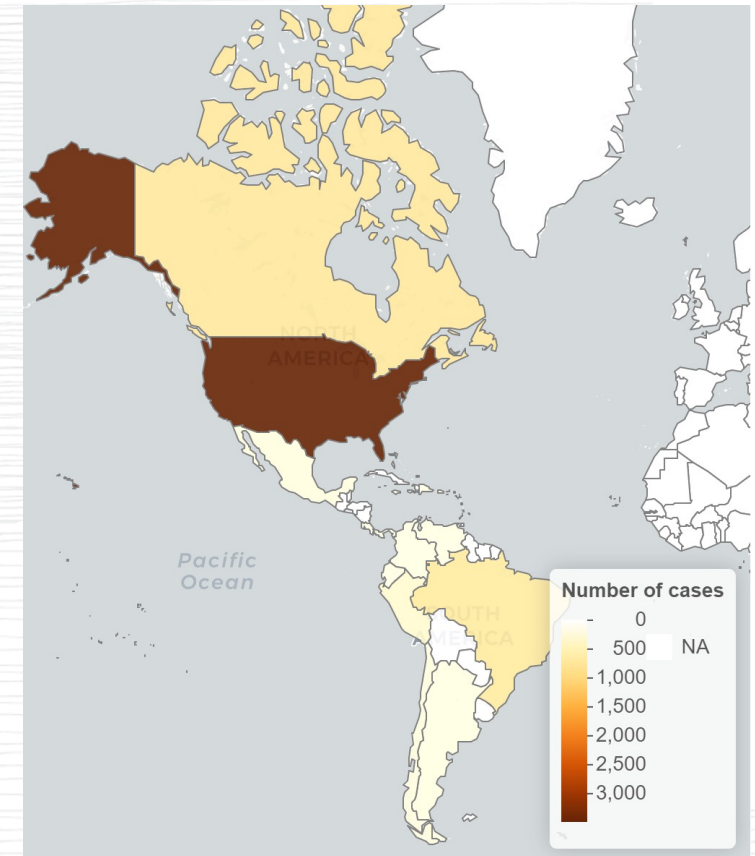 NORTH
AMERICA
Pacific
Ocean
SOUTH
AMERICA
Number of cases
0
500
NA
1,000
1,500
2,000
2,500
3,000